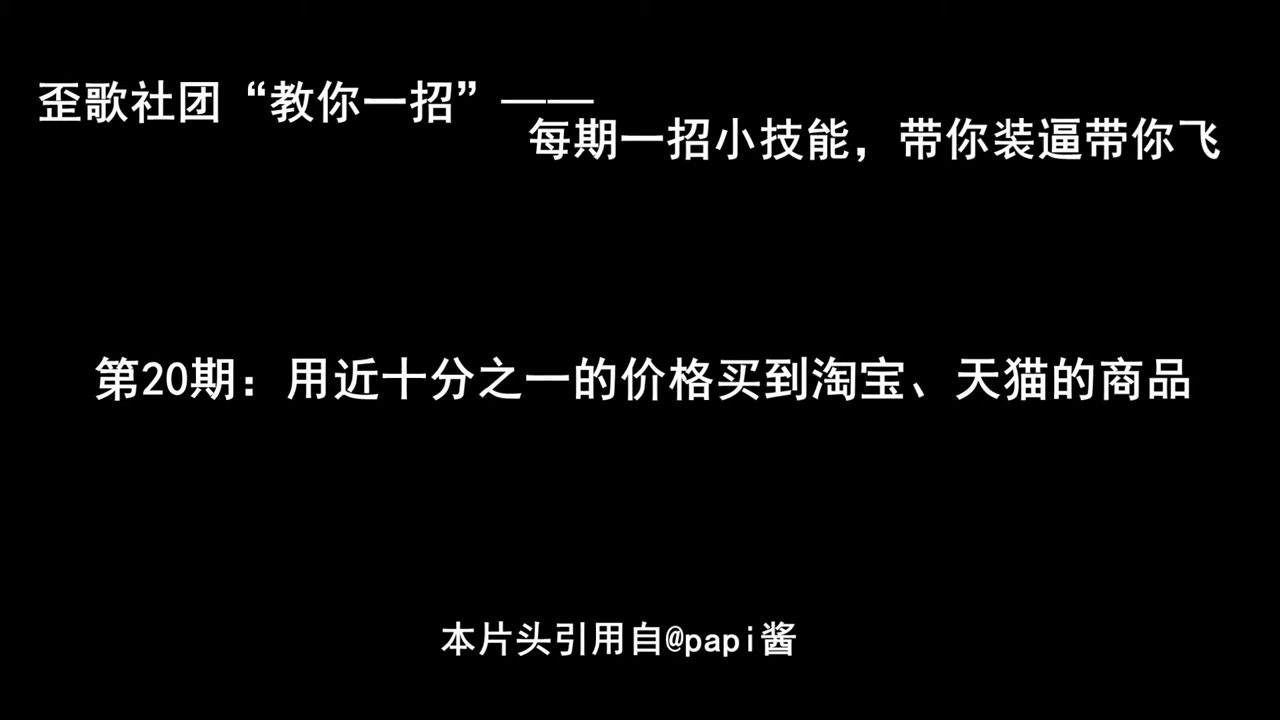 歪歌社团“教你一招”——
每期一招小技能，带你装逼带你飞
第20期：用近十分之一的价格买到淘宝、天猫的商品
本片头引用自@papi酱